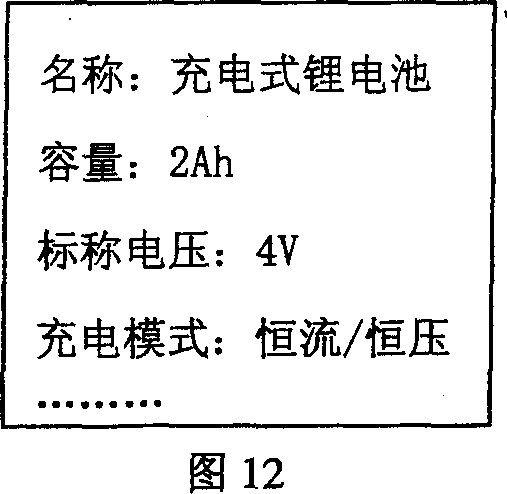 名称：充电式锂电池
容量：2Ah
标称电压：4V
充电模式：恒流/恒压
………
图 12